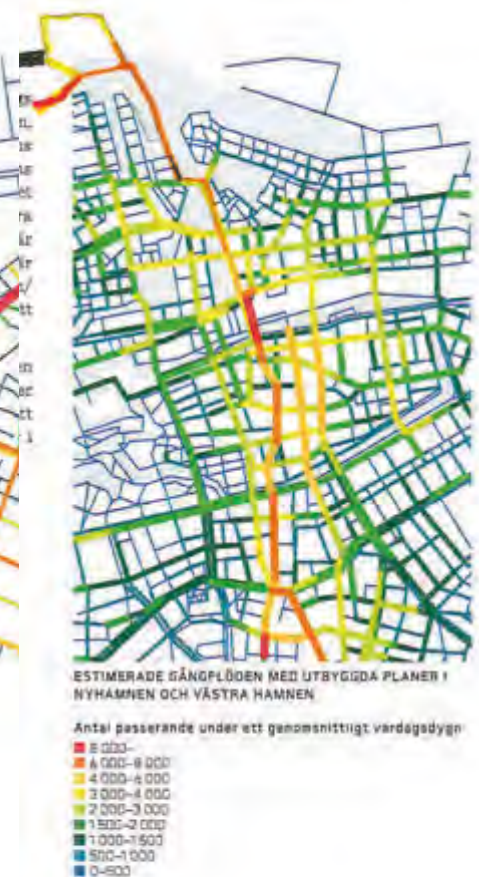 ESTIMERADE GÅNGFLÖDEN MED UTBYGGDA PLANER I
NYHAMNEN OCH VÄSTRA HAMNEN
Antal passerande under ett genomsnittligt vardagsdygn
8 000-
6 000-8 000
4 000-6 000
3 000-4 000
2 000-3 000
1 500-2 000
1 000-1 500
500-1 000
0-500